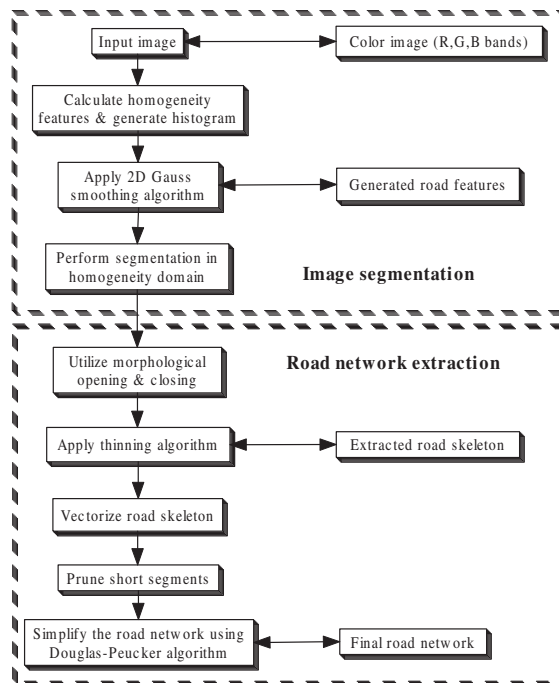 Input image
Color image (R,G,B bands)
Calculate homogeneity
features & generate histogram
Apply 2D Gauss
smoothing algorithm
Generated road features
Perform segmentation in
homogeneity domain
Image segmentation
Utilize morphological
opening & closing
Road network extraction
Apply thinning algorithm
Extracted road skeleton
Vectorize road skeleton
Prune short segments
Simplify the road network using
Douglas-Peucker algorithm
Final road network